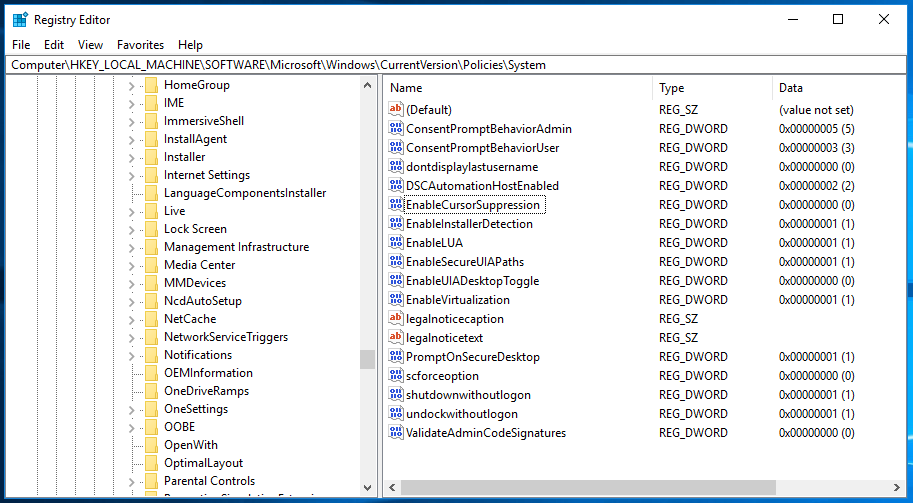 Registry Editor
File Edit View Favorites Help
Computer\HKEY_LOCAL_MACHINE\SOFTWARE\Microsoft\Windows\CurrentVersion\Policies\System
HomeGroup
IME
ImmersiveShell
InstallAgent
Installer
Internet Settings
LanguageComponentsInstaller
Live
Lock Screen
Management Infrastructure
Media Center
MMDevices
NcdAutoSetup
NetCache
NetworkServiceTriggers
Notifications
OEMInformation
OneDriveRamps
OneSettings
OOBE
OpenWith
OptimalLayout
Parental Controls
Name Type Data
ab (Default) REG_SZ (value not set)
ConsentPromptBehaviorAdmin REG_DWORD 0x00000005 (5)
ConsentPromptBehaviorUser REG_DWORD 0x00000003 (3)
dontdisplaylastusername REG_DWORD 0x00000000 (0)
DSCAutomationHostEnabled REG_DWORD 0x00000002 (2)
EnableCursorSuppression REG_DWORD 0x00000000 (0)
EnableInstallerDetection REG_DWORD 0x00000001 (1)
EnableLUA REG_DWORD 0x00000001 (1)
EnableSecureUIAPaths REG_DWORD 0x00000001 (1)
EnableUIADesktopToggle REG_DWORD 0x00000000 (0)
EnableVirtualization REG_DWORD 0x00000001 (1)
ab legalnoticecaption REG_SZ
ab legalnoticetext REG_SZ
PromptOnSecureDesktop REG_DWORD 0x00000001 (1)
scforceoption REG_DWORD 0x00000000 (0)
shutdownwithoutlogon REG_DWORD 0x00000001 (1)
undockwithoutlogon REG_DWORD 0x00000001 (1)
ValidateAdminCodeSignatures REG_DWORD 0x00000000 (0)